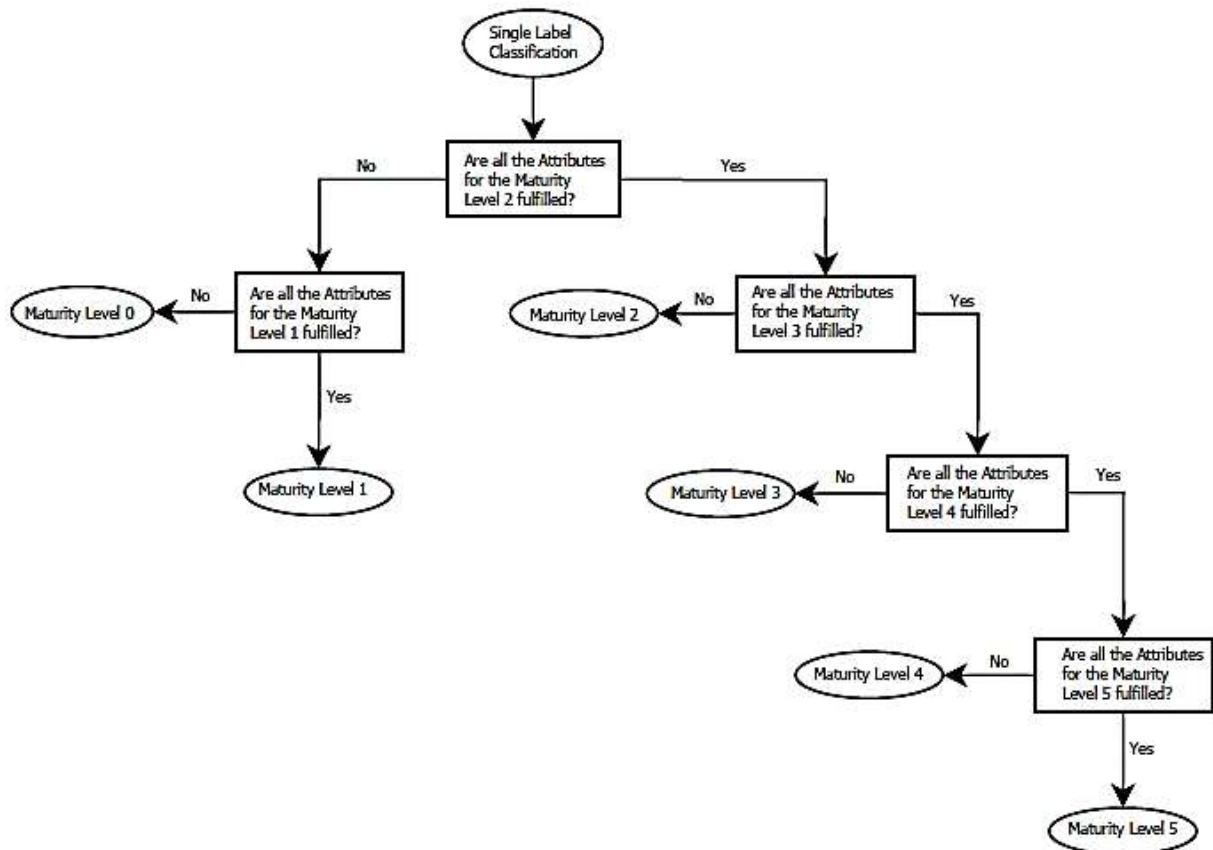 Single Label
Classification
No
Are all the Attributes
for the Maturity
Level 2 fulfilled?
Yes
Maturity Level 0
No
Are all the Attributes
for the Maturity
Level 1 fulfilled?
Maturity Level 2
No
Are all the Attributes
for the Maturity
Level 3 fulfilled?
Yes
Yes
Maturity Level 1
Maturity Level 3
No
Are all the Attributes
for the Maturity
Level 4 fulfilled?
Yes
Maturity Level 4
No
Are all the Attributes
for the Maturity
Level 5 fulfilled?
Yes
Maturity Level 5